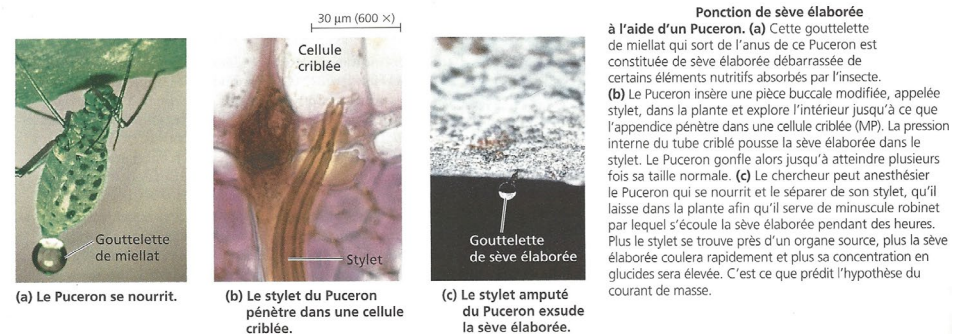 30 µm (600 ×)
Cellule
criblée
Gouttelette
de miellat
Stylet
Gouttelette
de sève élaborée
(a) Le Puceron se nourrit.
(b) Le stylet du Puceron
pénètre dans une cellule
criblée.
(c) Le stylet amputé
du Puceron exsude
la sève élaborée.
Ponction de sève élaborée
à l'aide d'un Puceron. (a) Cette gouttelette
de miellat qui sort de l'anus de ce Puceron est
constituée de sève élaborée débarrassée de
certains éléments nutritifs absorbés par l'insecte.
(b) Le Puceron insère une pièce buccale modifiée, appelée
stylet, dans la plante et explore l'intérieur jusqu'à ce que
l'appendice pénètre dans une cellule criblée (MP). La pression
interne du tube criblé pousse la sève élaborée dans le
stylet. Le Puceron gonfle alors jusqu'à atteindre plusieurs
fois sa taille normale. (c) Le chercheur peut anesthésier
le Puceron qui se nourrit et le séparer de son stylet, qu'il
laisse dans la plante afin qu'il serve de minuscule robinet
par lequel s'écoule la sève élaborée pendant des heures.
Plus le stylet se trouve près d'un organe source, plus la sève
élaborée coulera rapidement et plus sa concentration en
glucides sera élevée. C'est ce que prédit l'hypothèse du
courant de masse.